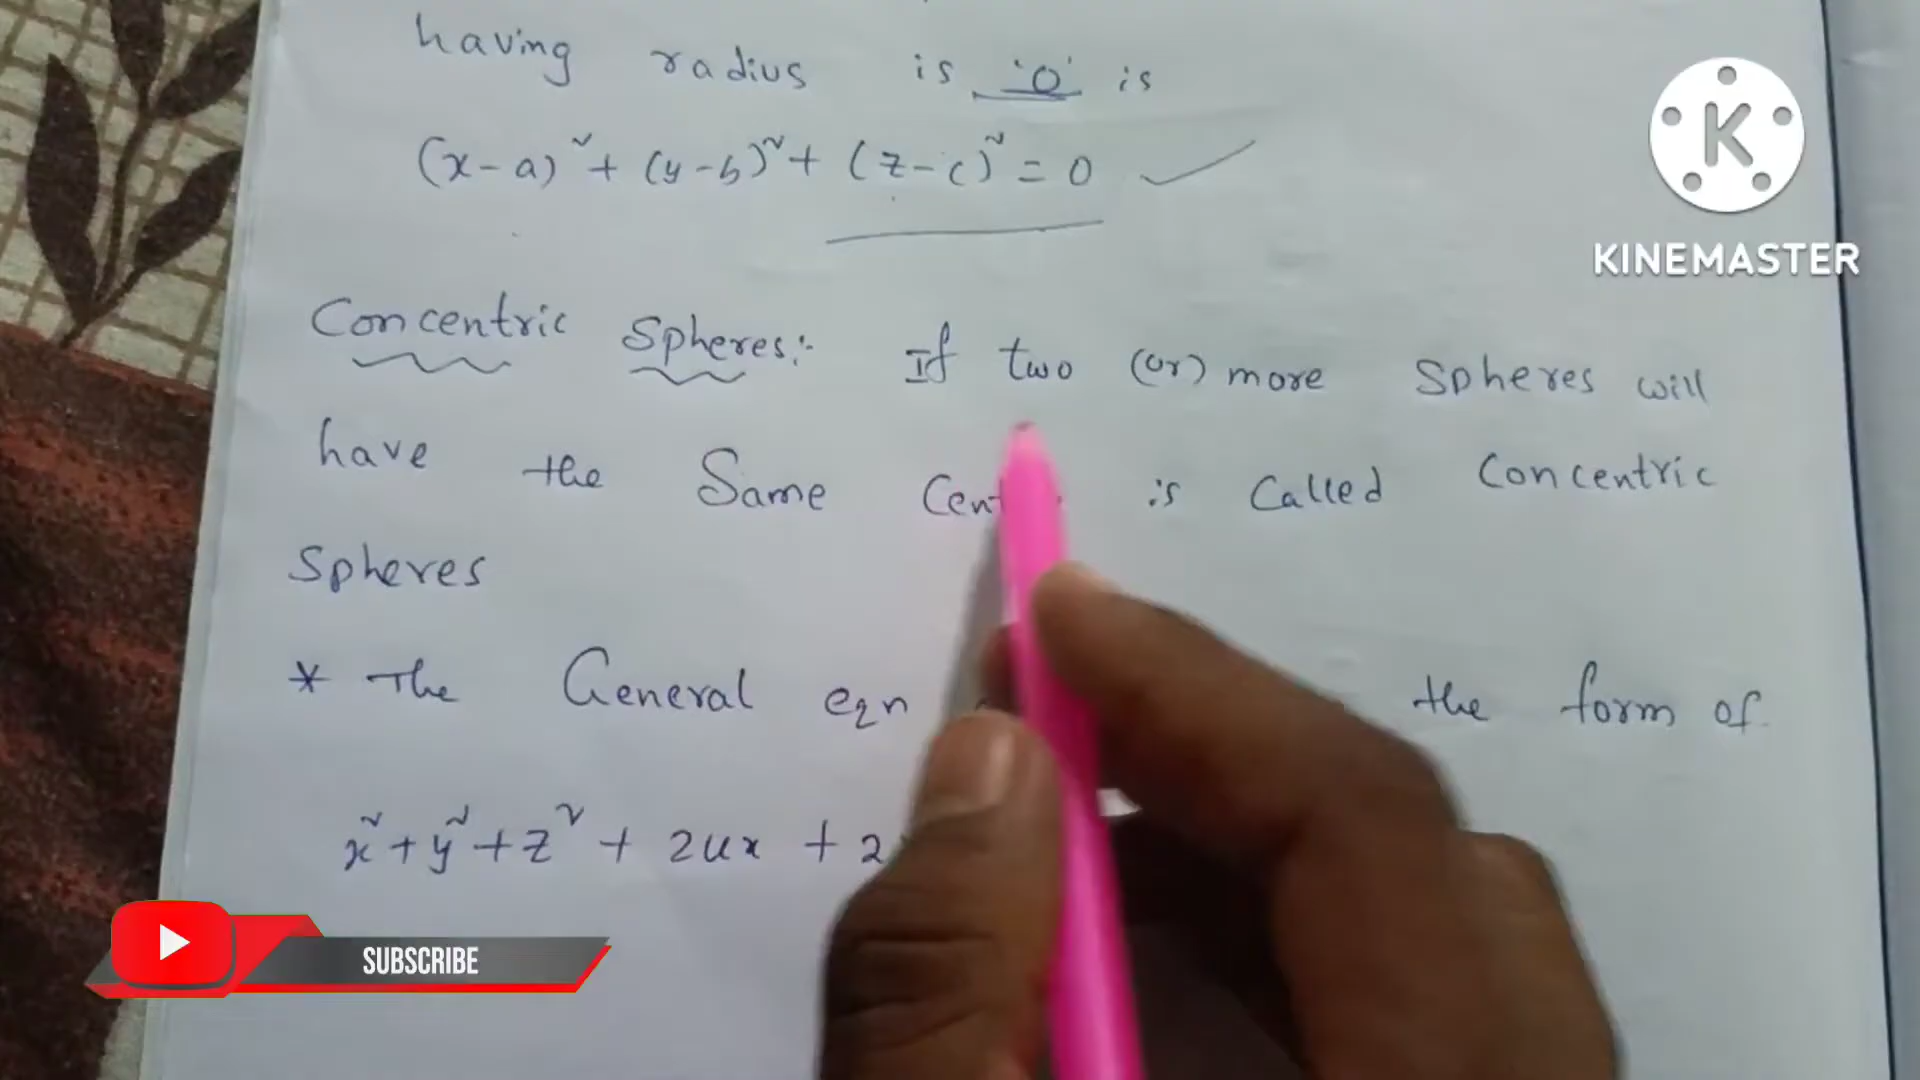 having radius is '0' is
(x-a)² + (y-b)² + (z-c)² = 0
KINEMASTER
Concentric Spheres:- If two (or) more Spheres will
have the Same is Called Concentric
Spheres
* The General eqn the form of
x² + y² + z² + 2ux + 2
SUBSCRIBE